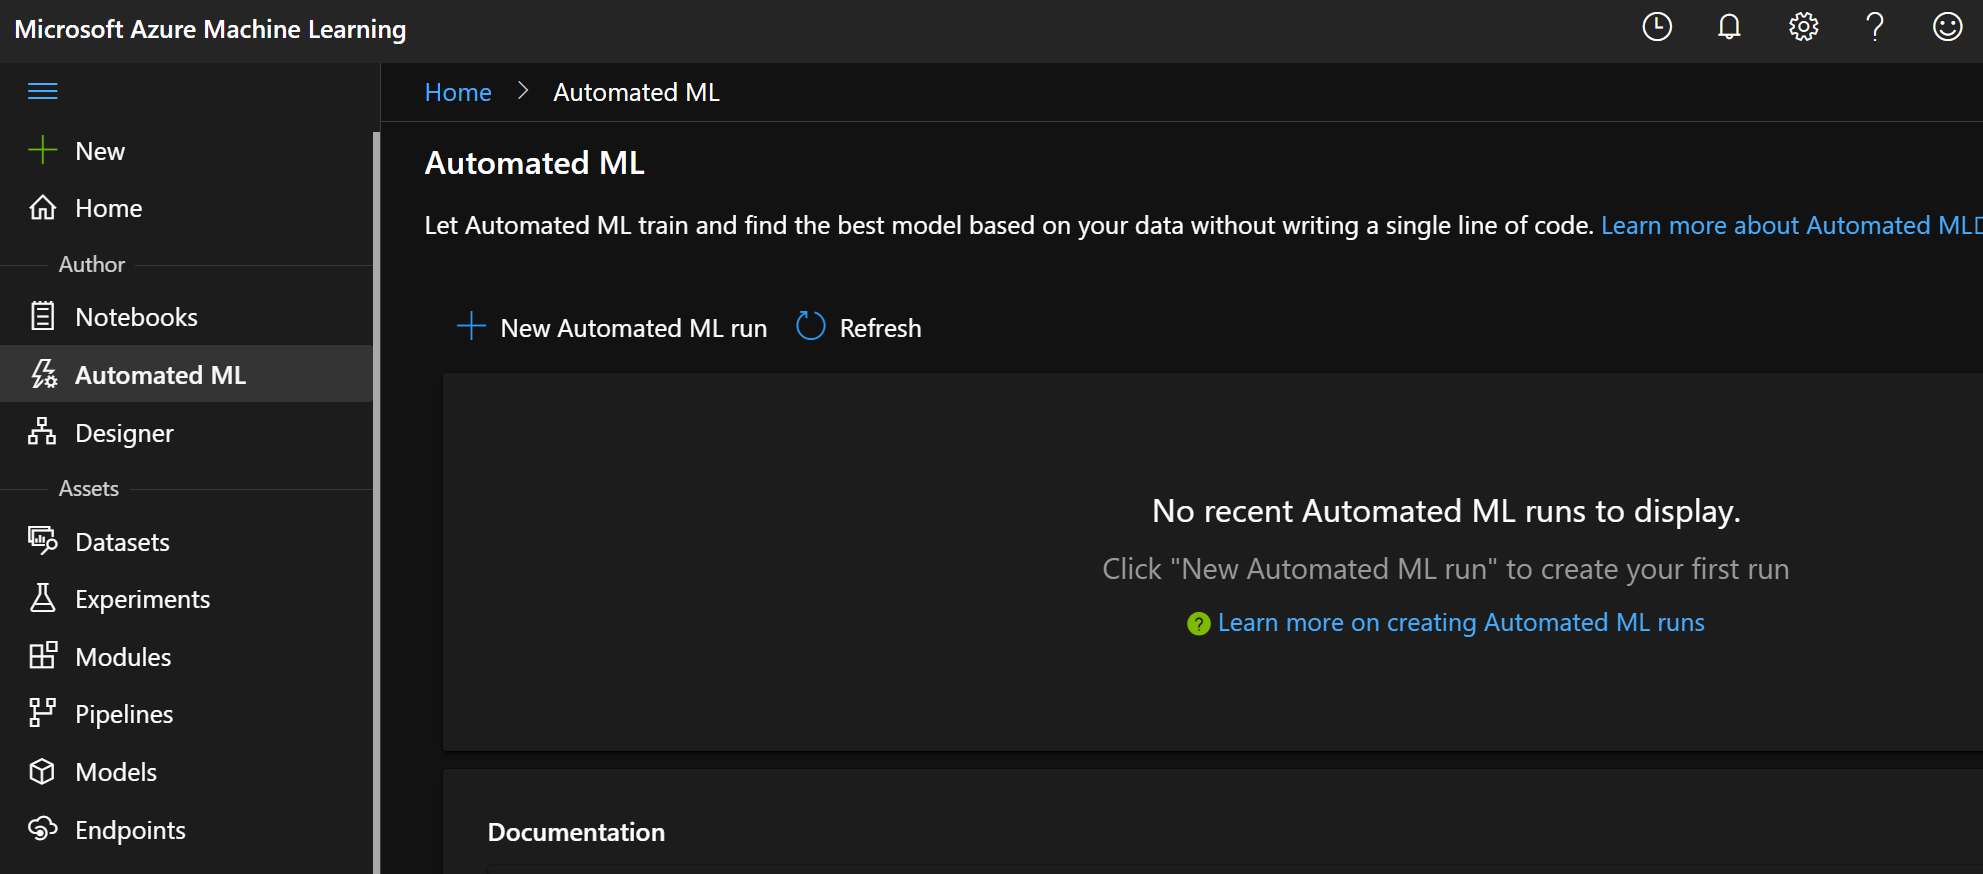 Microsoft Azure Machine Learning
Home > Automated ML
New
Home
Author
Notebooks
Automated ML
Designer
Assets
Datasets
Experiments
Modules
Pipelines
Models
Endpoints
Automated ML
Let Automated ML train and find the best model based on your data without writing a single line of code. Learn more about Automated ML
New Automated ML run Refresh
No recent Automated ML runs to display.
Click "New Automated ML run" to create your first run
Learn more on creating Automated ML runs
Documentation